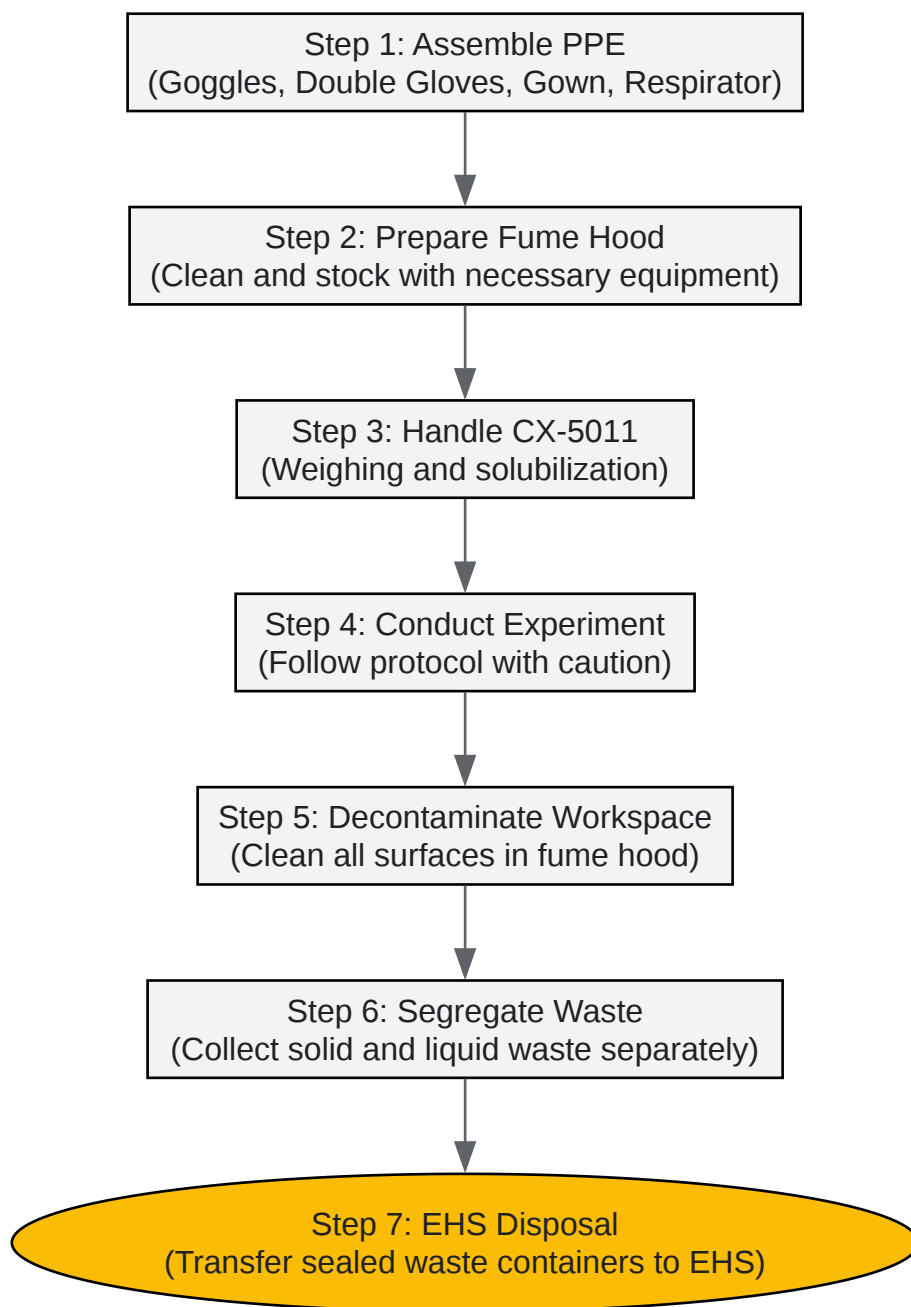 Step 1: Assemble PPE
(Goggles, Double Gloves, Gown, Respirator)
Step 2: Prepare Fume Hood
(Clean and stock with necessary equipment)
Step 3: Handle CX-5011
(Weighing and solubilization)
Step 4: Conduct Experiment
(Follow protocol with caution)
Step 5: Decontaminate Workspace
(Clean all surfaces in fume hood)
Step 6: Segregate Waste
(Collect solid and liquid waste separately)
Step 7: EHS Disposal
(Transfer sealed waste containers to EHS)